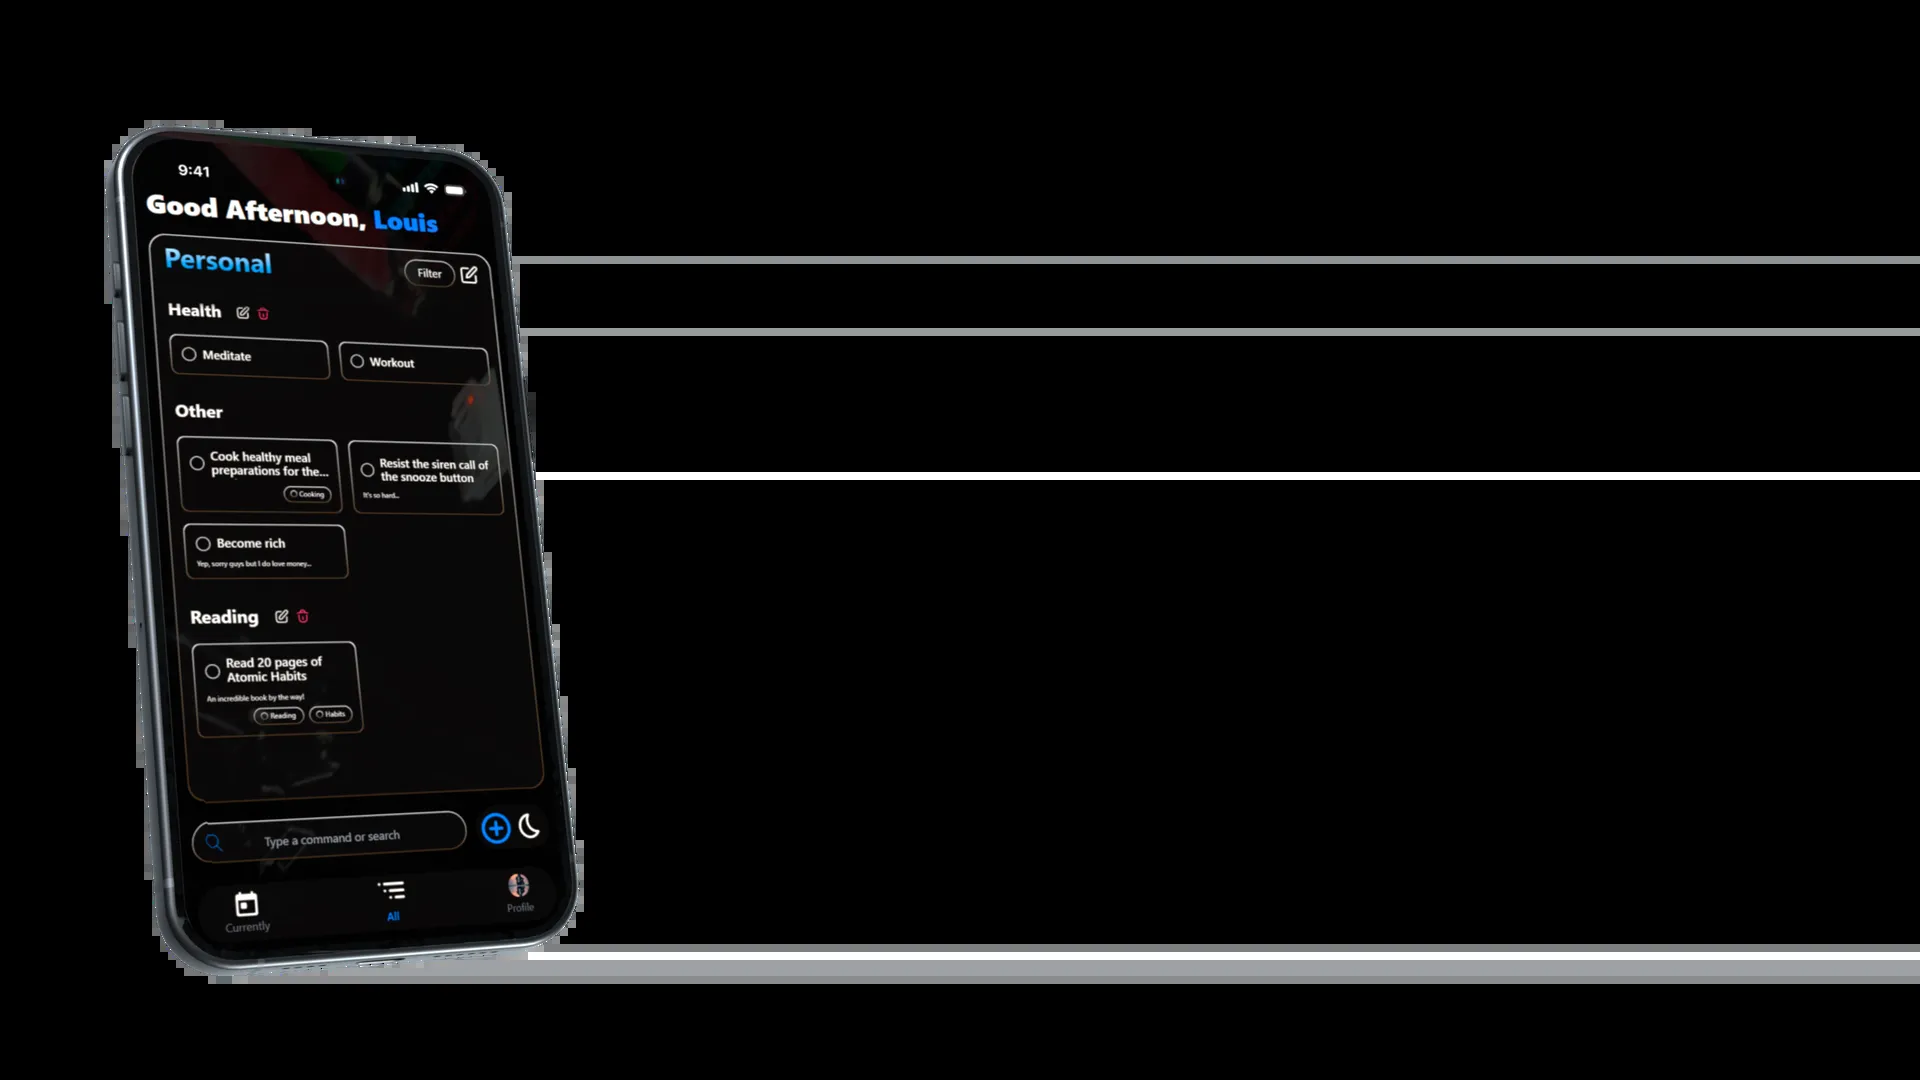 9:41
Good Afternoon, Louis
Personal
Filter
Health
Meditate
Workout
Other
Cook healthy meal
preparations for the...
Cooking
Resist the siren call of
the snooze button
It's so hard...
Become rich
Yep, sorry guys but I do love money...
Reading
Read 20 pages of
Atomic Habits
An incredible book by the way!
Reading
Habits
Type a command or search
Currently
All
Profile